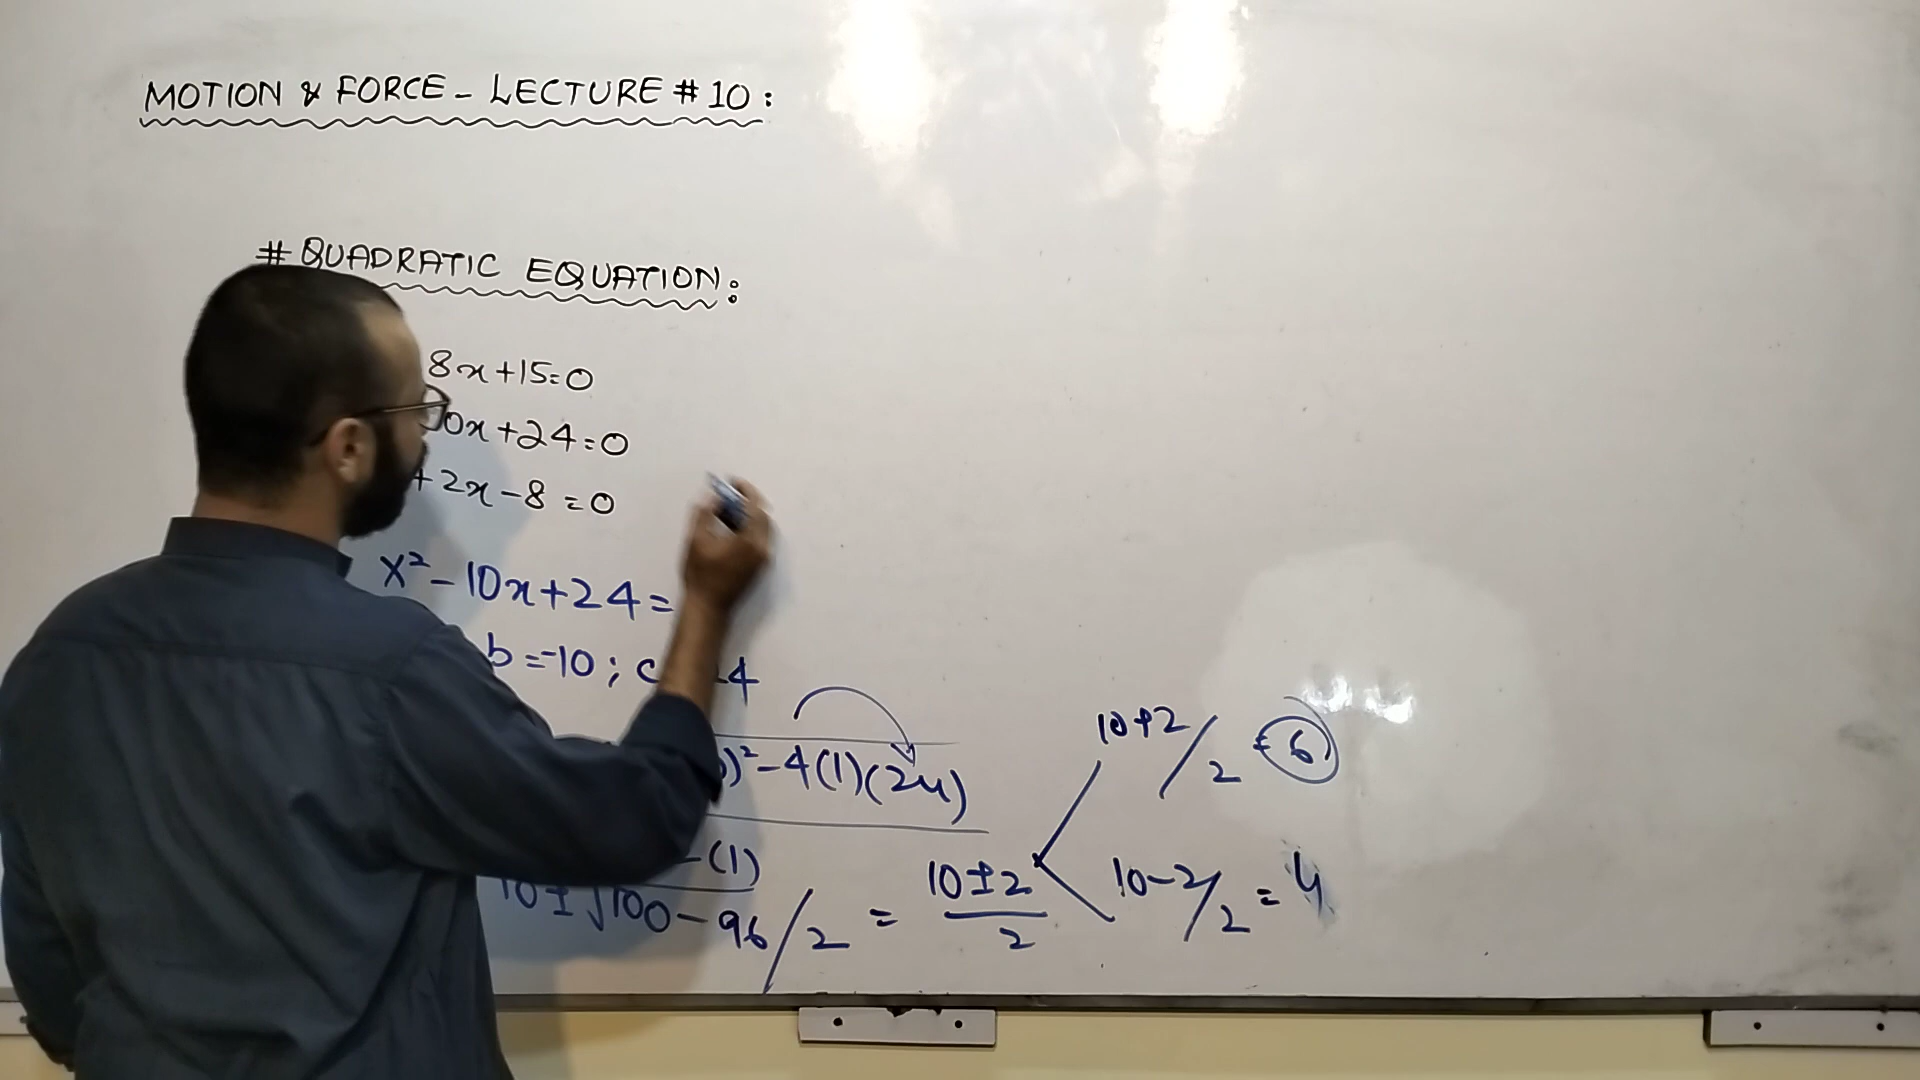 MOTION & FORCE - LECTURE # 10 :
# QUADRATIC EQUATION :
8x + 15 = 0
0x + 24 = 0
+ 2x - 8 = 0
x² - 10x + 24 =
b = -10 ; c 4
)² - 4(1)(24)
(1)
10 ± √100 - 96 / 2 = 10 ± 2 / 2
10 + 2 / 2 = 6
10 - 2 / 2 = 4